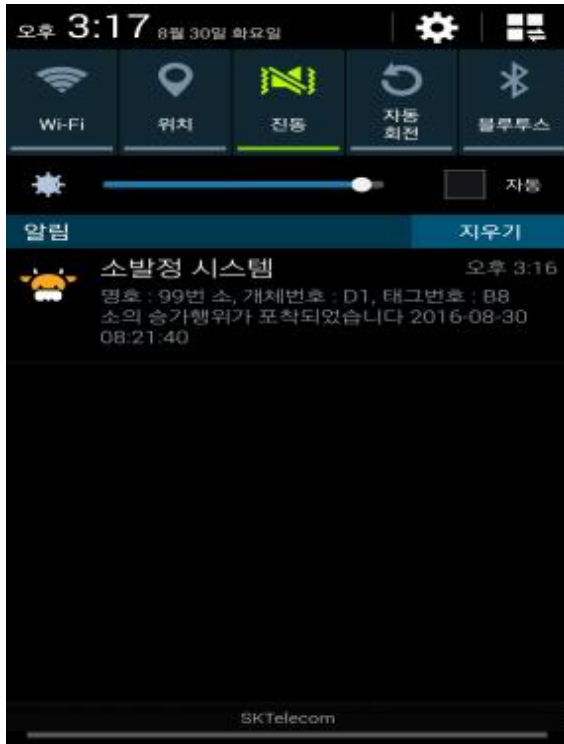 오후 3:17 8월 30일 화요일
Wi-Fi 위치 진동 자동 회전 블루투스
자동
알림 지우기
소발정 시스템 오후 3:16
명호 : 99번 소, 개체번호 : D1, 태그번호 : B8
소의 승가행위가 포착되었습니다 2016-08-30
08:21:40
SKTelecom